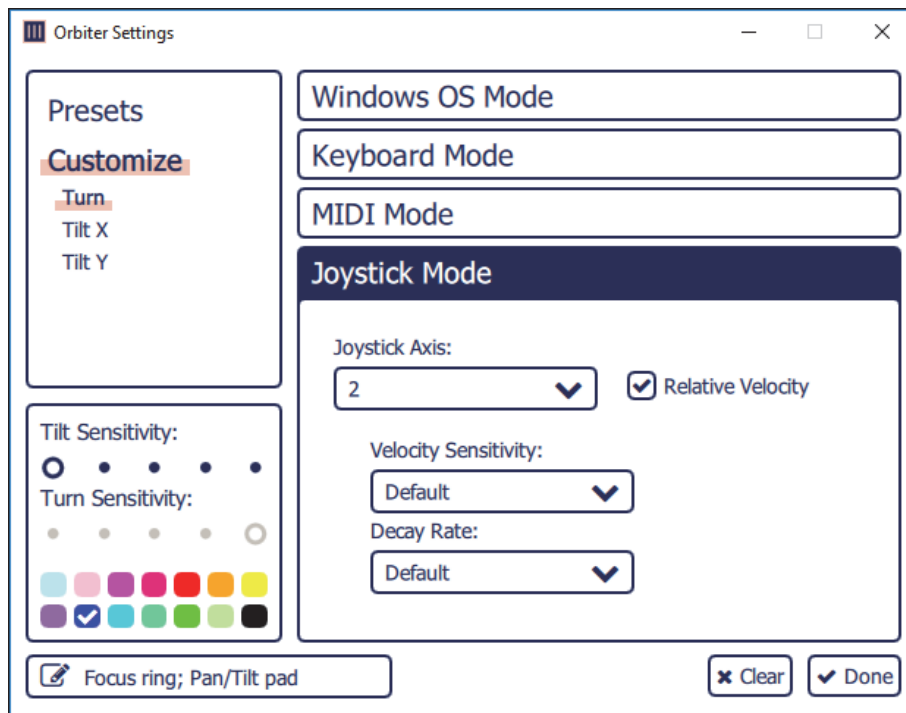 Orbiter Settings
Presets
Customize
Turn
Tilt X
Tilt Y
Tilt Sensitivity:
Turn Sensitivity:
Windows OS Mode
Keyboard Mode
MIDI Mode
Joystick Mode
Joystick Axis:
2
Relative Velocity
Velocity Sensitivity:
Default
Decay Rate:
Default
Focus ring; Pan/Tilt pad
Clear
Done